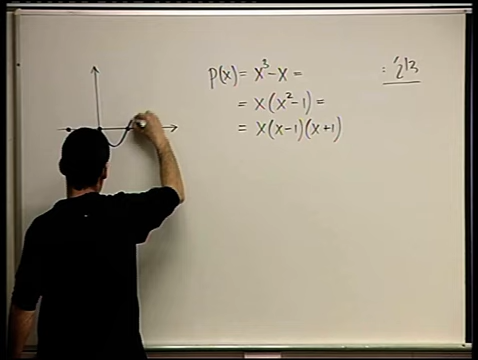 P(x) = x³-x =
= x(x²-1) =
= x(x-1)(x+1)